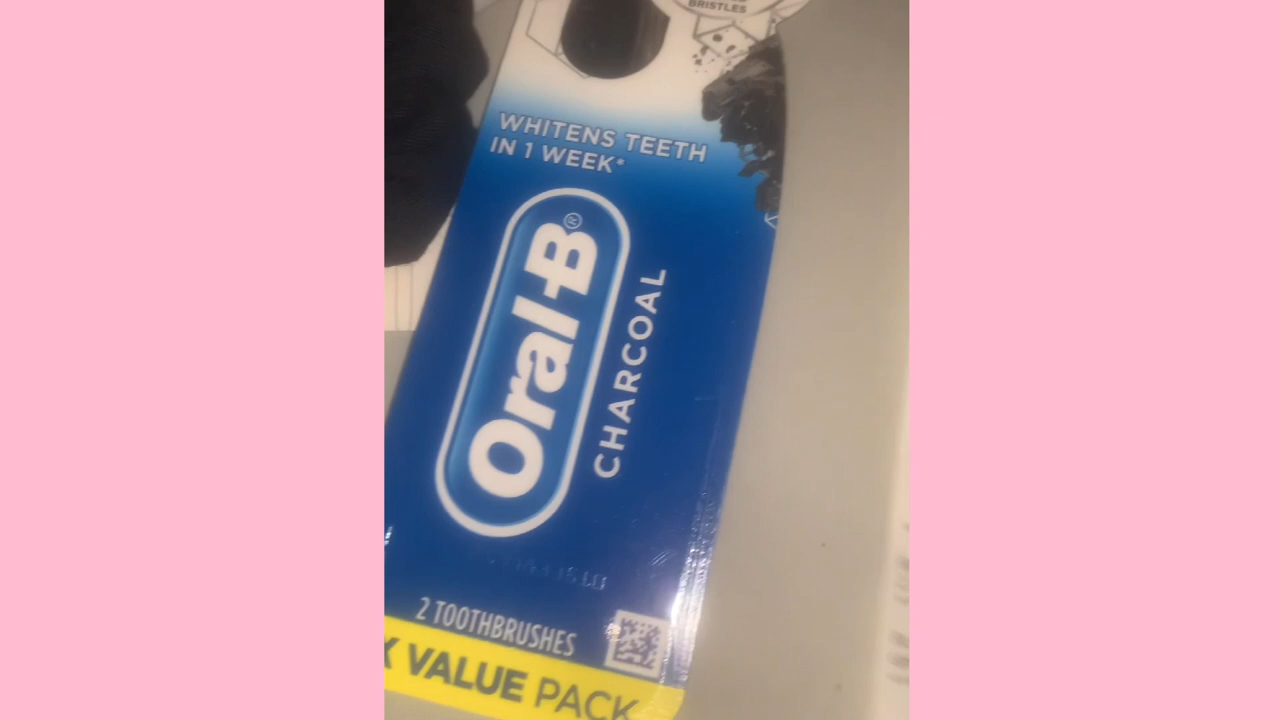 BRISTLES
WHITENS TEETH
IN 1 WEEK*
Oral-B®
CHARCOAL
2 TOOTHBRUSHES
VALUE PACK